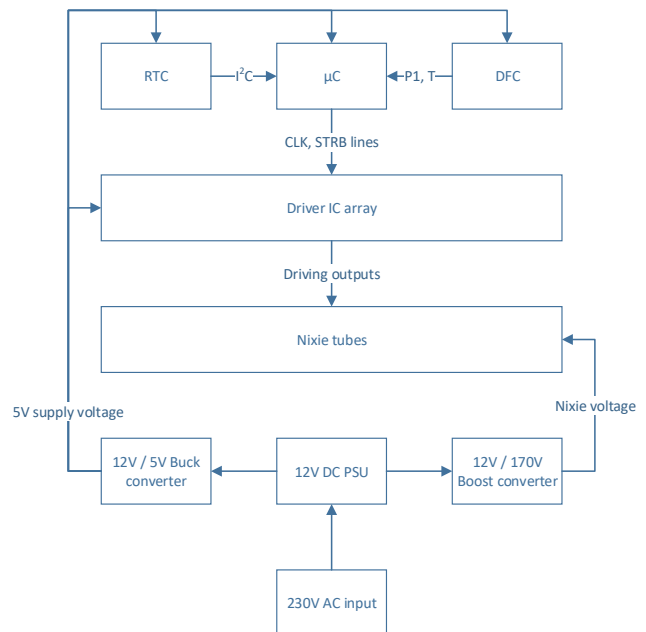 RTC
I²C
µC
P1, T
DFC
CLK, STRB lines
Driver IC array
Driving outputs
Nixie tubes
5V supply voltage
Nixie voltage
12V / 5V Buck
converter
12V DC PSU
12V / 170V
Boost converter
230V AC input